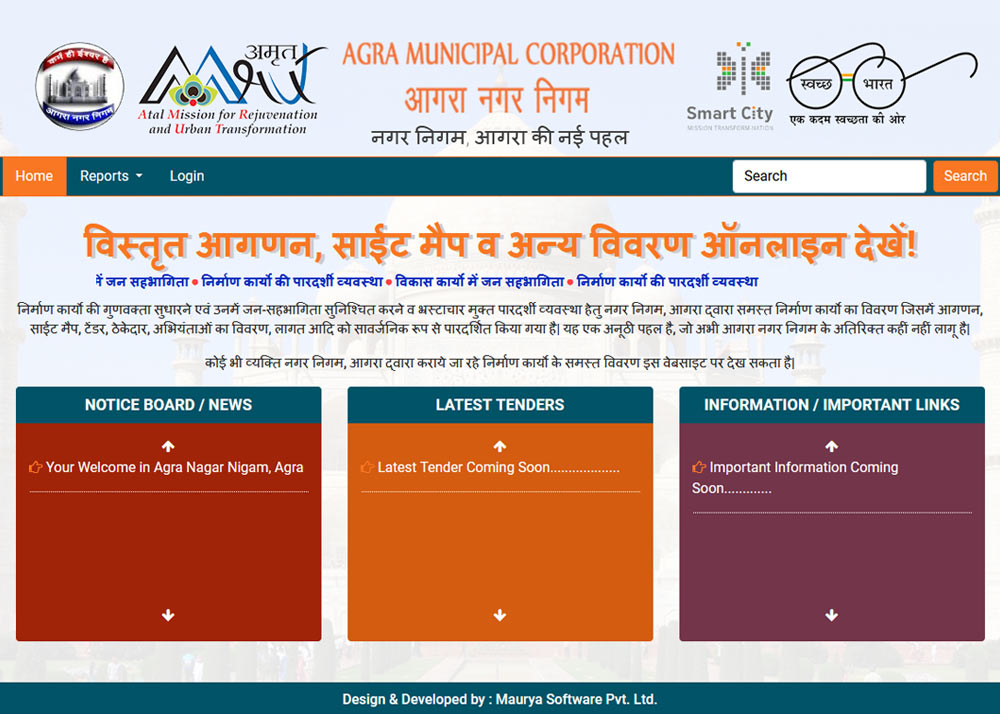 कर्म ही ईश्वर है
आगरा नगर निगम
अमृत
Atal Mission for Rejuvenation
and Urban Transformation
AGRA MUNICIPAL CORPORATION
आगरा नगर निगम
नगर निगम, आगरा की नई पहल
Smart City
MISSION TRANSFORM-NATION
स्वच्छ भारत
एक कदम स्वच्छता की ओर
Home Reports Login Search Search
विस्तृत आगणन, साईट मैप व अन्य विवरण ऑनलाइन देखें!
में जन सहभागिता ● निर्माण कार्यो की पारदर्शी व्यवस्था ● विकास कार्यो में जन सहभागिता ● निर्माण कार्यो की पारदर्शी व्यवस्था
निर्माण कार्यो की गुणवक्ता सुधारने एवं उनमें जन-सहभागिता सुनिश्चित करने व भ्रस्टाचार मुक्त पारदर्शी व्यवस्था हेतु नगर निगम, आगरा द्वारा समस्त निर्माण कार्यो का विवरण जिसमें आगणन,
साईट मैप, टेंडर, ठेकेदार, अभियंताओं का विवरण, लागत आदि को सार्वजनिक रूप से पारदर्शित किया गया है| यह एक अनूठी पहल है, जो अभी आगरा नगर निगम के अतिरिक्त कहीं नहीं लागू है|
कोई भी व्यक्ति नगर निगम, आगरा द्वारा कराये जा रहे निर्माण कार्यो के समस्त विवरण इस वेबसाइट पर देख सकता है|
NOTICE BOARD / NEWS
Your Welcome in Agra Nagar Nigam, Agra
LATEST TENDERS
Latest Tender Coming Soon...................
INFORMATION / IMPORTANT LINKS
Important Information Coming
Soon.............
Design & Developed by : Maurya Software Pvt. Ltd.